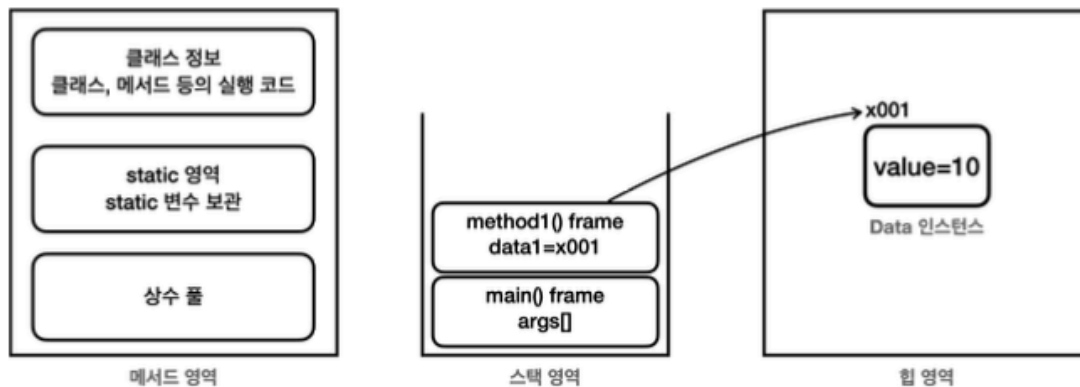 클래스 정보
클래스, 메서드 등의 실행 코드
static 영역
static 변수 보관
상수 풀
메서드 영역
method1() frame
data1=x001
main() frame
args[]
스택 영역
x001
value=10
Data 인스턴스
힙 영역